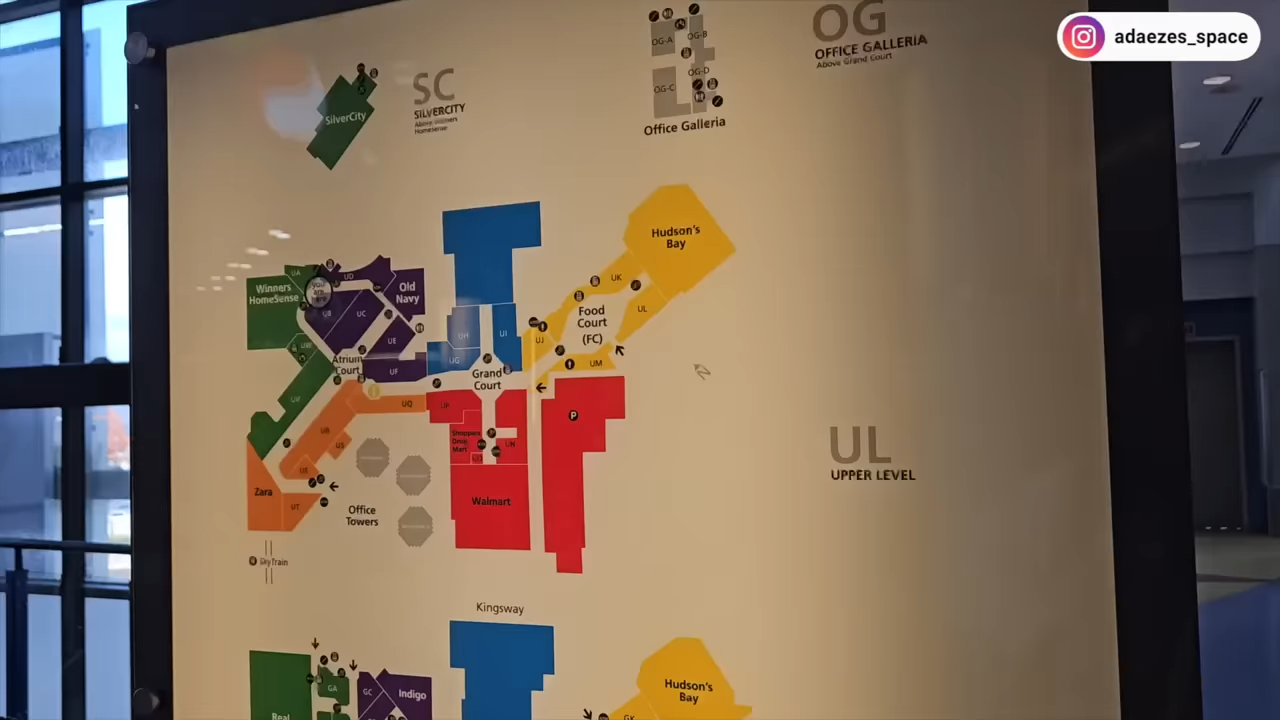 adaezes_space
OG
OFFICE GALLERIA
Above Grand Court
OG-A
OG-B
OG-D
OG-C
Office Galleria
SC
SILVERCITY
Above Winners
HomeSense
SilverCity
Hudson's
Bay
UK
UL
Food
Court
(FC)
UJ
UM
UA
UD
Winners
HomeSense
Old
Navy
UB
UC
UE
UH
UI
UG
Atrium
Court
UF
Grand
Court
UV
UQ
UP
P
UR
US
Shoppers
Drug
Mart
UN
Zara
UT
Walmart
Office
Towers
SkyTrain
UL
UPPER LEVEL
Kingsway
GA
GC
Indigo
Real
Hudson's
Bay
GK